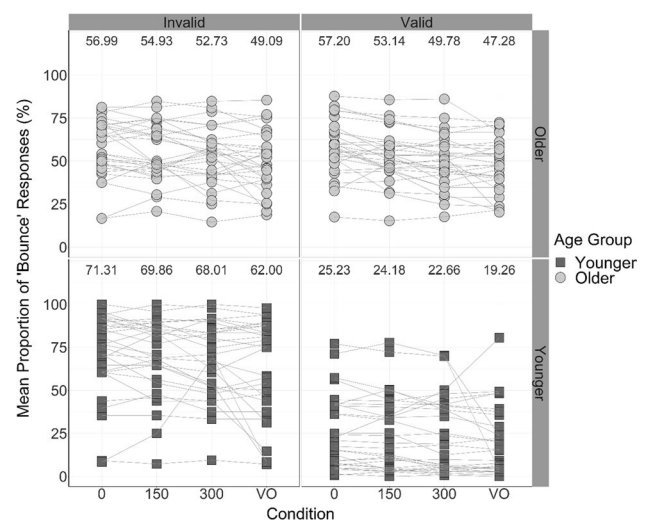 Invalid Valid
56.99 54.93 52.73 49.09 57.20 53.14 49.78 47.28
100
75
50
25
0
Older
71.31 69.86 68.01 62.00 25.23 24.18 22.66 19.26
100
75
50
25
0
Younger
0 150 300 VO 0 150 300 VO
Condition
Mean Proportion of 'Bounce' Responses (%)
Age Group
Younger
Older